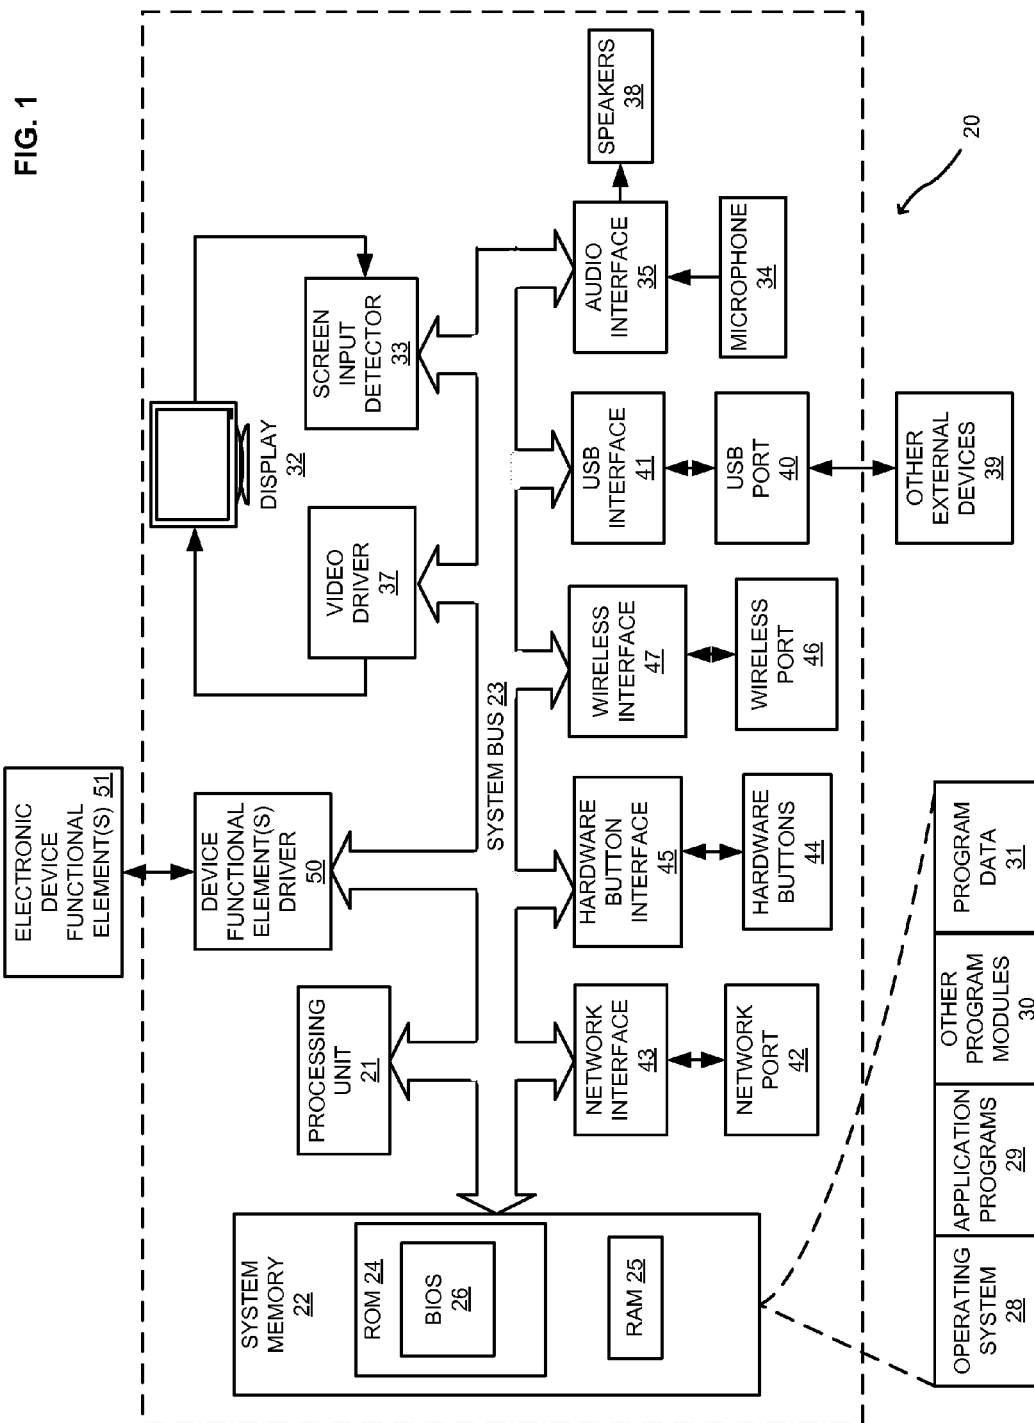 FIG. 1
ELECTRONIC
DEVICE
FUNCTIONAL
ELEMENT(S) 51
DISPLAY
32
SYSTEM
MEMORY
22
ROM 24
BIOS
26
RAM 25
PROCESSING
UNIT
21
DEVICE
FUNCTIONAL
ELEMENT(S)
DRIVER
50
VIDEO
DRIVER
37
SCREEN
INPUT
DETECTOR
33
SYSTEM BUS 23
NETWORK
INTERFACE
43
HARDWARE
BUTTON
INTERFACE
45
WIRELESS
INTERFACE
47
USB
INTERFACE
41
AUDIO
INTERFACE
35
SPEAKERS
38
NETWORK
PORT
42
HARDWARE
BUTTONS
44
WIRELESS
PORT
46
USB
PORT
40
MICROPHONE
34
OTHER
EXTERNAL
DEVICES
39
20
OPERATING
SYSTEM
28
APPLICATION
PROGRAMS
29
OTHER
PROGRAM
MODULES
30
PROGRAM
DATA
31